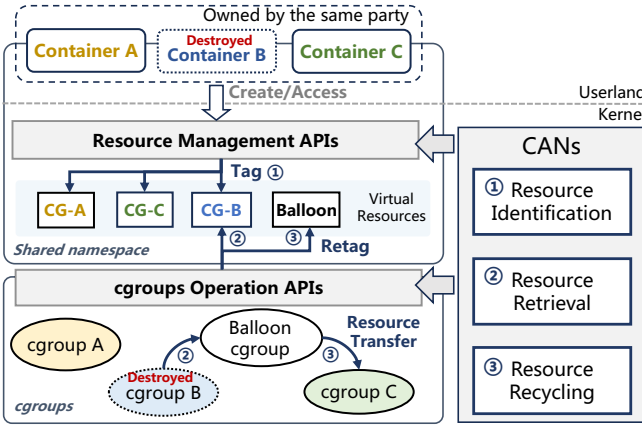 Owned by the same party
Container A
Destroyed
Container B
Container C
Create/Access
Userland
Kernel
Resource Management APIs
Tag ①
CG-A
CG-C
CG-B
Balloon
Virtual
Resources
②
③
Retag
Shared namespace
cgroups Operation APIs
cgroup A
Balloon
cgroup
Resource
Transfer
②
③
Destroyed
cgroup B
cgroup C
cgroups
CANs
① Resource
Identification
② Resource
Retrieval
③ Resource
Recycling